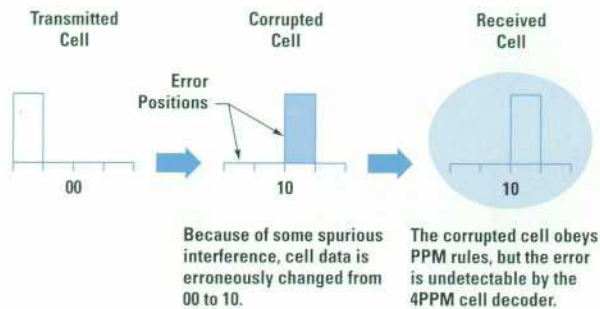 Transmitted
Cell
Corrupted
Cell
Received
Cell
Error
Positions
00
10
10
Because of some spurious
interference, cell data is
erroneously changed from
00 to 10.
The corrupted cell obeys
PPM rules, but the error
is undetectable by the
4PPM cell decoder.